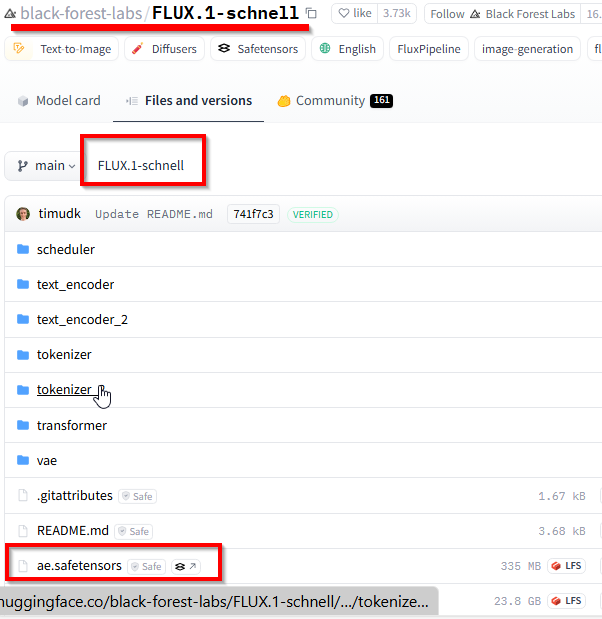 black-forest-labs/FLUX.1-schnell like 3.73k Follow Black Forest Labs 16.
Text-to-Image Diffusers Safetensors English FluxPipeline image-generation fl
Model card Files and versions Community 161
main FLUX.1-schnell
timudk Update README.md 741f7c3 VERIFIED
scheduler
text_encoder
text_encoder_2
tokenizer
tokenizer
transformer
vae
.gitattributes Safe 1.67 kB
README.md Safe 3.68 kB
ae.safetensors Safe 335 MB LFS
huggingface.co/black-forest-labs/FLUX.1-schnell/.../tokenize... 23.8 GB LFS